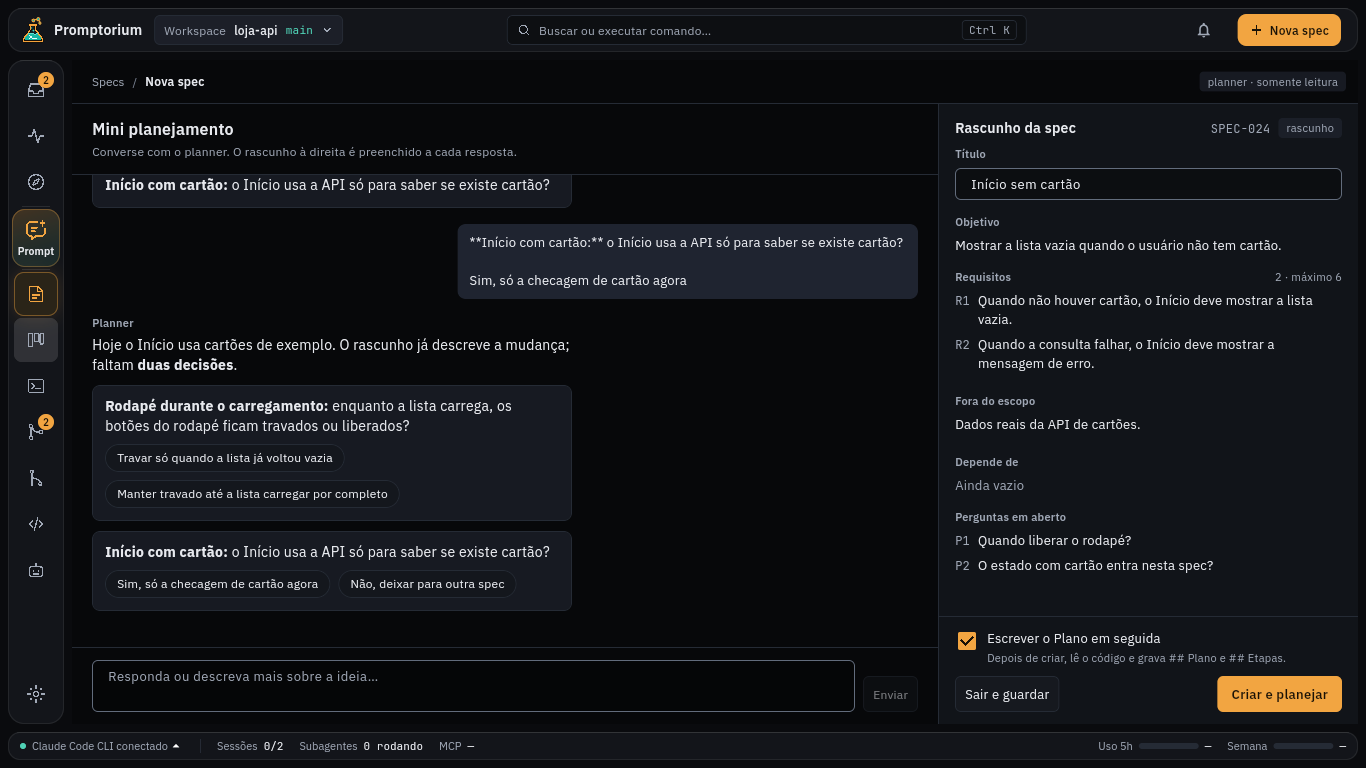 Promptorium
Workspace loja-api main
Buscar ou executar comando...
Ctrl K
+ Nova spec
2
Prompt
2
Specs / Nova spec
planner · somente leitura
Mini planejamento
Converse com o planner. O rascunho à direita é preenchido a cada resposta.
Início com cartão: o Início usa a API só para saber se existe cartão?
**Início com cartão:** o Início usa a API só para saber se existe cartão?
Sim, só a checagem de cartão agora
Planner
Hoje o Início usa cartões de exemplo. O rascunho já descreve a mudança;
faltam duas decisões.
Rodapé durante o carregamento: enquanto a lista carrega, os
botões do rodapé ficam travados ou liberados?
Travar só quando a lista já voltou vazia
Manter travado até a lista carregar por completo
Início com cartão: o Início usa a API só para saber se existe cartão?
Sim, só a checagem de cartão agora
Não, deixar para outra spec
Responda ou descreva mais sobre a ideia...
Enviar
Rascunho da spec
SPEC-024 rascunho
Título
Início sem cartão
Objetivo
Mostrar a lista vazia quando o usuário não tem cartão.
Requisitos
2 · máximo 6
R1 Quando não houver cartão, o Início deve mostrar a lista
vazia.
R2 Quando a consulta falhar, o Início deve mostrar a
mensagem de erro.
Fora do escopo
Dados reais da API de cartões.
Depende de
Ainda vazio
Perguntas em aberto
P1 Quando liberar o rodapé?
P2 O estado com cartão entra nesta spec?
Escrever o Plano em seguida
Depois de criar, lê o código e grava ## Plano e ## Etapas.
Sair e guardar
Criar e planejar
Claude Code CLI conectado
Sessões 0/2
Subagentes 0 rodando
MCP —
Uso 5h —
Semana —